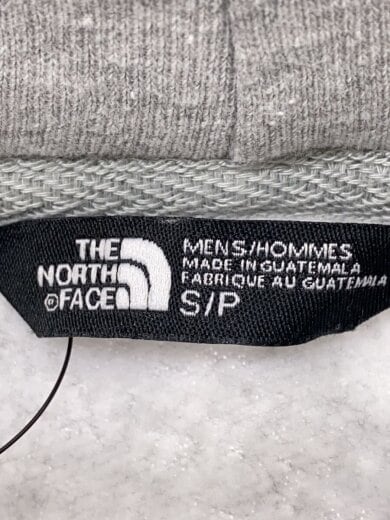 THE
NORTH
FACE
®
MENS/HOMMES
MADE IN GUATEMALA
FABRIQUE AU GUATEMALA
S/P